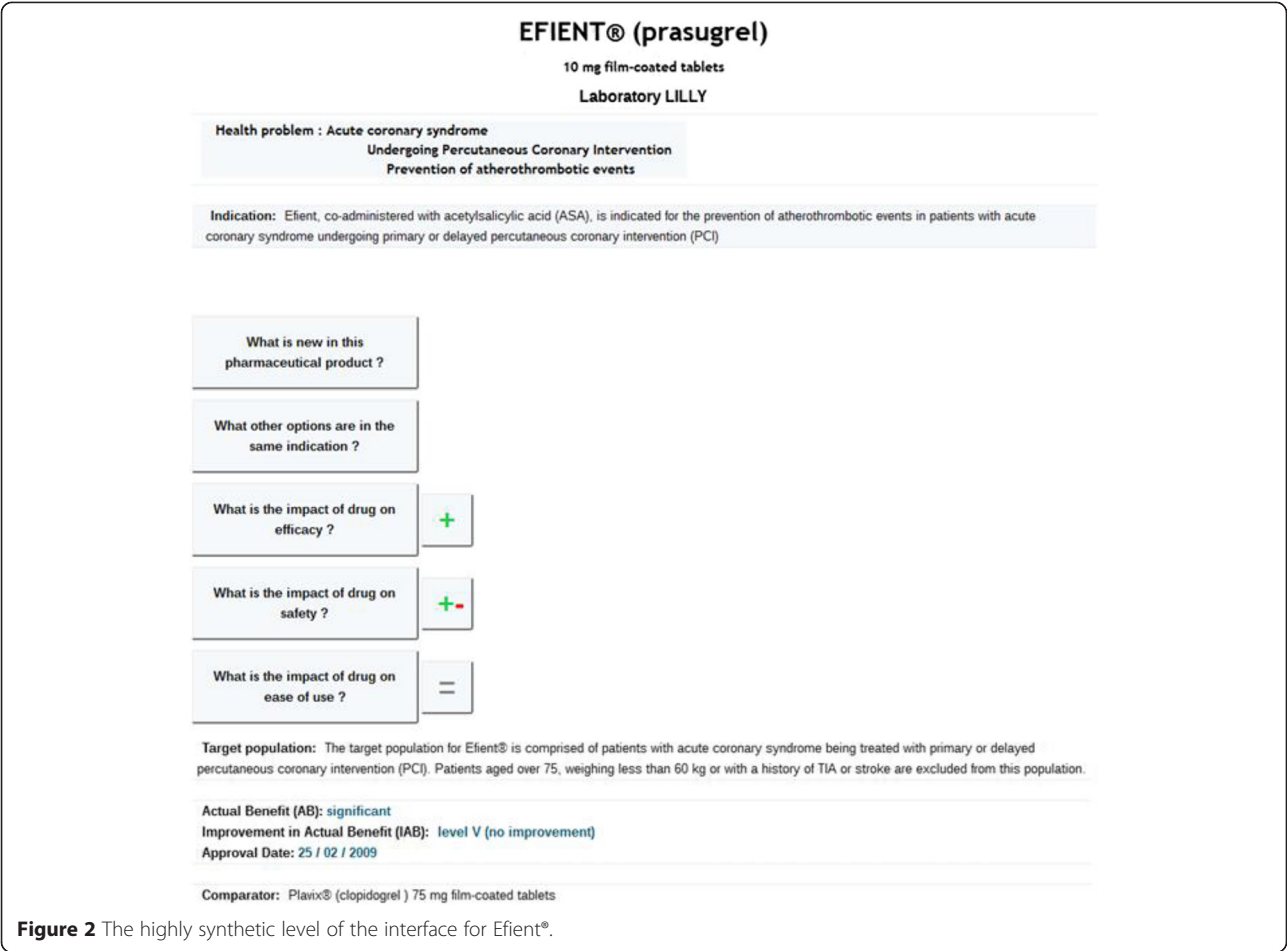 EFIENT® (prasugrel)
10 mg film-coated tablets
Laboratory LILLY
Health problem : Acute coronary syndrome
Undergoing Percutaneous Coronary Intervention
Prevention of atherothrombotic events
Indication: Efient, co-administered with acetylsalicylic acid (ASA), is indicated for the prevention of atherothrombotic events in patients with acute
coronary syndrome undergoing primary or delayed percutaneous coronary intervention (PCI)
What is new in this
pharmaceutical product ?
What other options are in the
same indication ?
What is the impact of drug on
efficacy ?
+
What is the impact of drug on
safety ?
+-
What is the impact of drug on
ease of use ?
=
Target population: The target population for Efient® is comprised of patients with acute coronary syndrome being treated with primary or delayed
percutaneous coronary intervention (PCI). Patients aged over 75, weighing less than 60 kg or with a history of TIA or stroke are excluded from this population.
Actual Benefit (AB): significant
Improvement in Actual Benefit (IAB): level V (no improvement)
Approval Date: 25 / 02 / 2009
Comparator: Plavix® (clopidogrel ) 75 mg film-coated tablets
Figure 2 The highly synthetic level of the interface for Efient®.